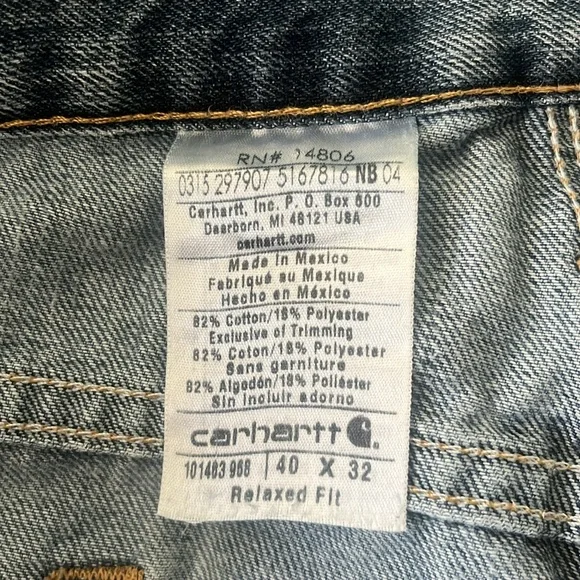 RN# 14806
0315 297907 5167816 NB 04
Carhartt, Inc. P. O. Box 600
Dearborn, MI 48121 USA
carhartt.com
Made in Mexico
Fabriqué au Mexique
Hecho en México
82% Cotton/18% Polyester
Exclusive of Trimming
82% Coton/18% Polyester
Sans garniture
82% Algodón/18% Poliéster
Sin incluir adorno
carhartt
101483 968 40 X 32
Relaxed Fit